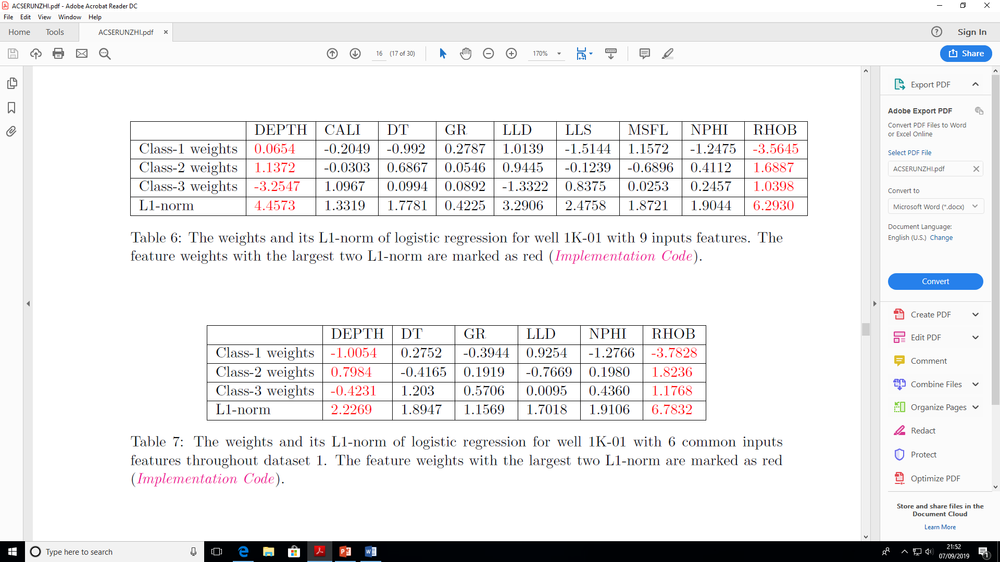 ACSERUNZHI.pdf - Adobe Acrobat Reader DC
File Edit View Window Help
Home Tools ACSERUNZHI.pdf × Sign In
16 (17 of 30) 170% Share
DEPTH CALI DT GR LLD LLS MSFL NPHI RHOB
Class-1 weights 0.0654 -0.2049 -0.992 0.2787 1.0139 -1.5144 1.1572 -1.2475 -3.5645
Class-2 weights 1.1372 -0.0303 0.6867 0.0546 0.9445 -0.1239 -0.6896 0.4112 1.6887
Class-3 weights -3.2547 1.0967 0.0994 0.0892 -1.3322 0.8375 0.0253 0.2457 1.0398
L1-norm 4.4573 1.3319 1.7781 0.4225 3.2906 2.4758 1.8721 1.9044 6.2930
Table 6: The weights and its L1-norm of logistic regression for well 1K-01 with 9 inputs features. The
feature weights with the largest two L1-norm are marked as red (Implementation Code).
DEPTH DT GR LLD NPHI RHOB
Class-1 weights -1.0054 0.2752 -0.3944 0.9254 -1.2766 -3.7828
Class-2 weights 0.7984 -0.4165 0.1919 -0.7669 0.1980 1.8236
Class-3 weights -0.4231 1.203 0.5706 0.0095 0.4360 1.1768
L1-norm 2.2269 1.8947 1.1569 1.7018 1.9106 6.7832
Table 7: The weights and its L1-norm of logistic regression for well 1K-01 with 6 common inputs
features throughout dataset 1. The feature weights with the largest two L1-norm are marked as red
(Implementation Code).
Export PDF
Adobe Export PDF
Convert PDF Files to Word
or Excel Online
Select PDF File
ACSERUNZHI.pdf
Convert to
Microsoft Word (*.docx)
Document Language:
English (U.S.) Change
Convert
Create PDF
Edit PDF
Comment
Combine Files
Organize Pages
Redact
Protect
Optimize PDF
Store and share files in the
Document Cloud
Learn More
Type here to search
21:52
07/09/2019
1